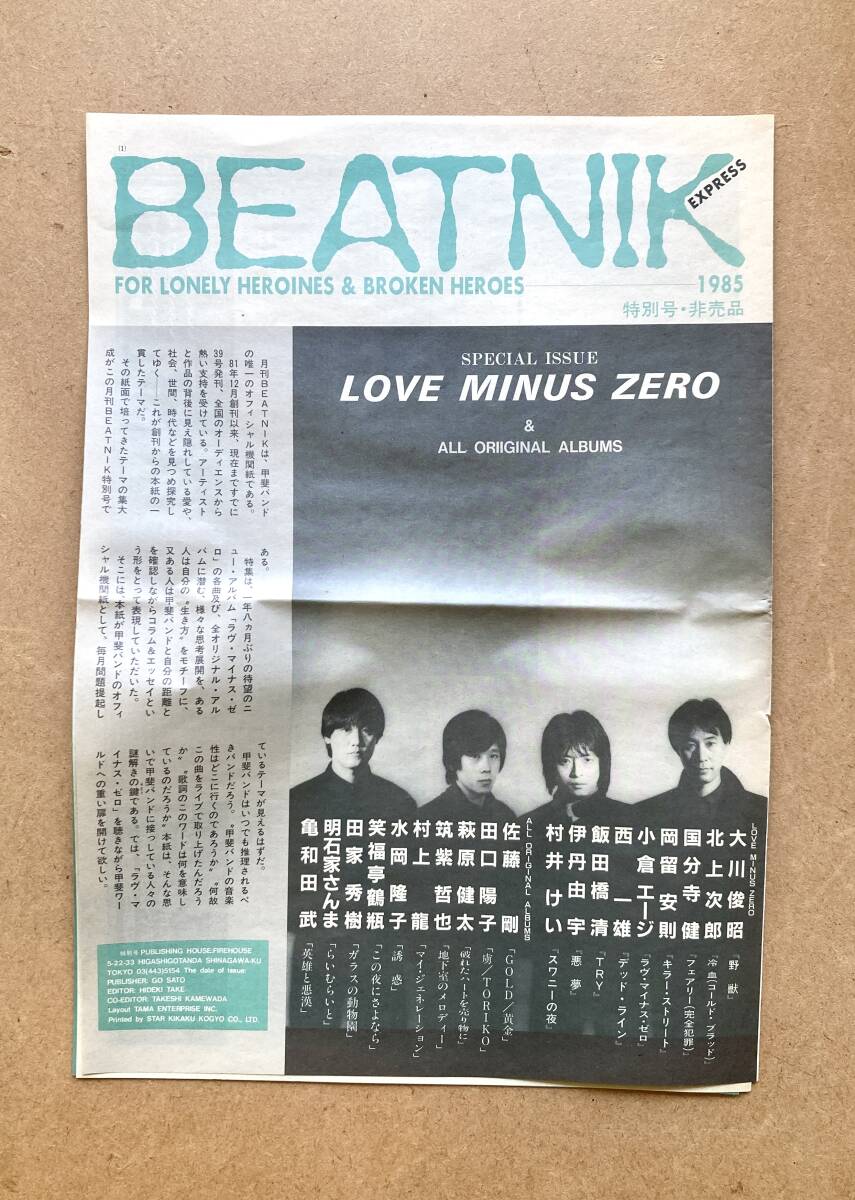 (1)
BEATNIK
EXPRESS
FOR LONELY HEROINES & BROKEN HEROES
1985
特別号・非売品
SPECIAL ISSUE
LOVE MINUS ZERO
&
ALL ORIIGINAL ALBUMS
月刊BEATNIKは、甲斐バンド
の唯一のオフィシャル機関紙である。
81年12月創刊以来、現在まですでに
39号発刊、全国のオーディエンスから
熱い支持を受けている。アーティスト
と作品の背後に見え隠れしている愛や、
社会、世間、時代などを見つめ探究し
てゆく——これが創刊からの本紙の一
貫したテーマだ。
その紙面で培ってきたテーマの集大
成がこの月刊BEATNIK特別号で
ある。
特集は、一年八ヵ月ぶりの待望のニ
ュー・アルバム「ラヴ・マイナス・ゼ
ロ」の各曲及び、全オリジナル・アル
バムに潜む、様々な思考展開を、ある
人は自分の〝生き方〟をモチーフに、
又ある人は甲斐バンドと自分の距離と
を確認しながらコラム＆エッセイとい
う形をとって表現していただいた。
そこには、本紙が甲斐バンドのオフィ
シャル機関紙として。毎月問題提起し
ているテーマが見えるはずだ。
甲斐バンドはいつでも推理されるべ
きバンドだろう。〝甲斐バンドの音楽
性はどこに行くのであろうか〟〝何故
この曲をライブで取り上げたんだろう
か〟〝歌詞のこのワードは何を意味し
ているのだろうか〟本紙は、そんな思
いで甲斐バンドに接っしている人々の
謎解きの鍵である。では、「ラヴ・マ
イナス・ゼロ」を聴きながら甲斐ワー
ルドへの重い扉を開けて欲しい。
LOVE MINUS ZERO
大川俊昭『野獣』
北上次郎『冷血(コールド・ブラッド)』
国分寺健『フェアリー(完全犯罪)』
岡留安則『キラー・ストリート』
小倉エージ『ラヴ・マイナス・ゼロ』
西一雄『デッド・ライン』
飯田橋清『TRY』
伊丹由宇『悪夢』
村井けい『スワニーの夜』
ALL ORIGINAL ALBUMS
佐藤剛「GOLD/黄金」
田口陽子「虜/TORIKO」
萩原健太「破れたハートを売り物に」
筑紫哲也「地下室のメロディー」
村上龍「マイ・ジェネレーション」
水岡隆子「誘惑」
笑福亭鶴瓶「この夜にさよなら」
田家秀樹「ガラスの動物園」
明石家さんま「らいむらいと」
亀和田武「英雄と悪漢」
特別号 PUBLISHING HOUSE:FIREHOUSE
5-22-33 HIGASHIGOTANDA SHINAGAWA-KU
TOKYO 03(443)5154 The date of issue:
PUBLISHER: GO SATO
EDITOR: HIDEKI TAKE
CO-EDITOR: TAKESHI KAMEWADA
Layout TAMA ENTERPRISE INC.
Printed by STAR KIKAKU KOGYO CO., LTD.